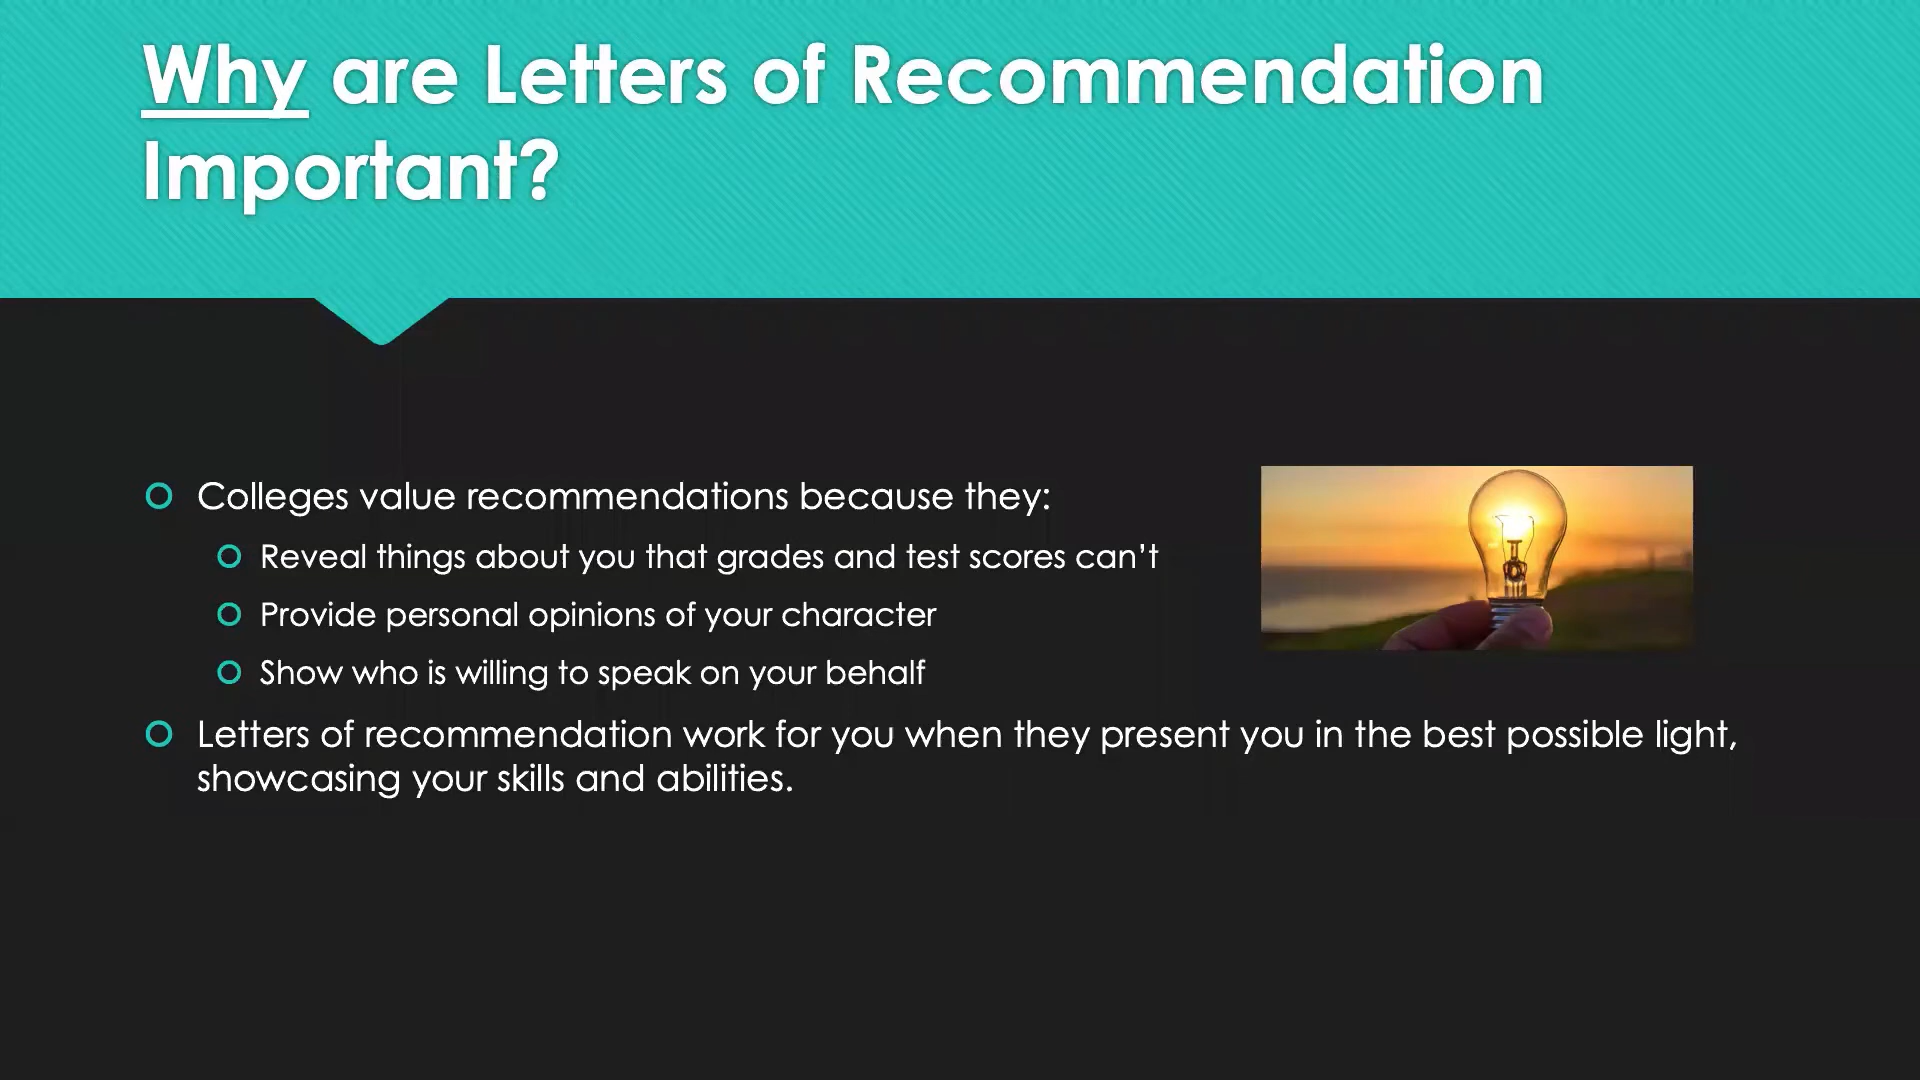 Why are Letters of Recommendation
Important?
Colleges value recommendations because they:
Reveal things about you that grades and test scores can’t
Provide personal opinions of your character
Show who is willing to speak on your behalf
Letters of recommendation work for you when they present you in the best possible light,
showcasing your skills and abilities.